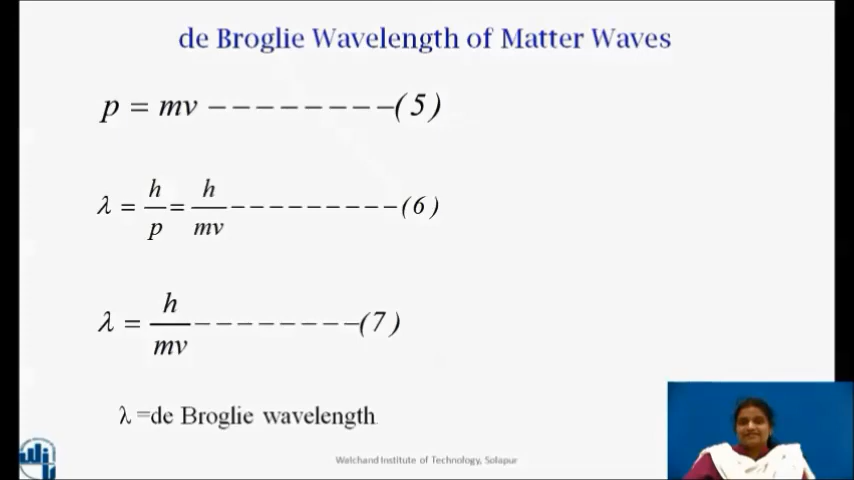 de Broglie Wavelength of Matter Waves
p = mv --------(5)
λ = h/p = h/mv ---------(6)
λ = h/mv --------(7)
λ =de Broglie wavelength
Walchand Institute of Technology, Solapur